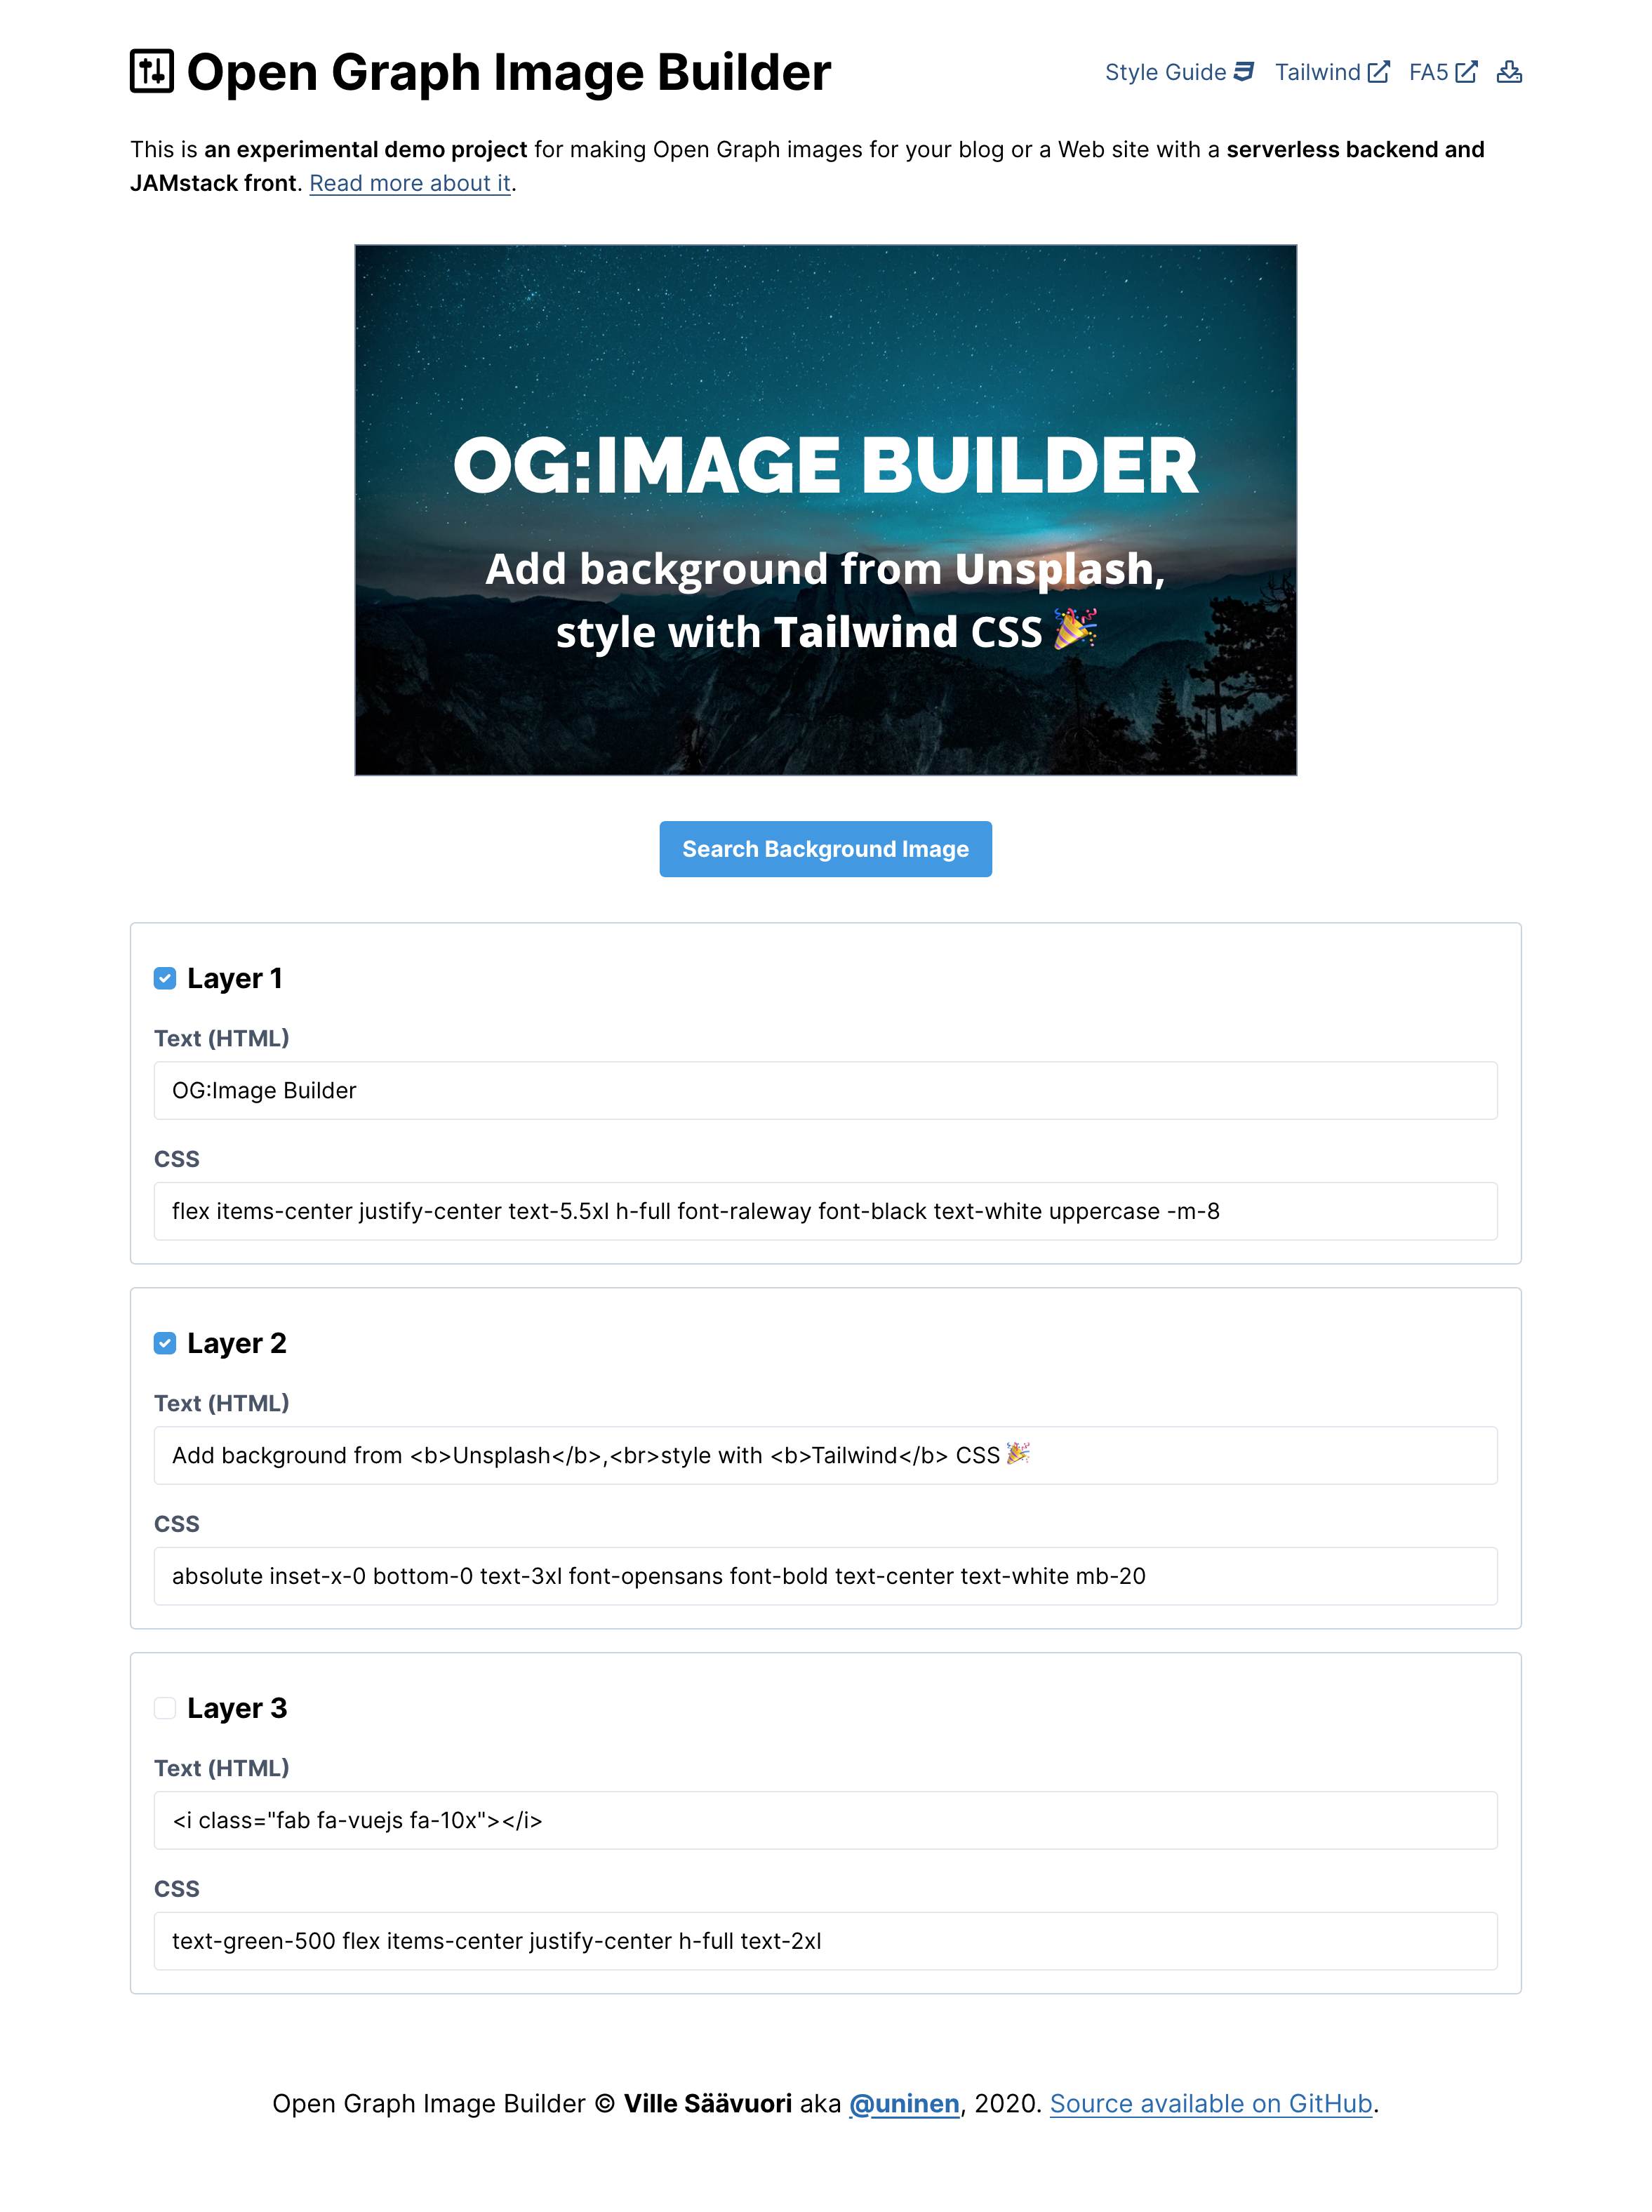 Open Graph Image Builder
Style Guide Tailwind FA5
This is an experimental demo project for making Open Graph images for your blog or a Web site with a serverless backend and
JAMstack front. Read more about it.
OG:IMAGE BUILDER
Add background from Unsplash,
style with Tailwind CSS 🎉
Search Background Image
Layer 1
Text (HTML)
OG:Image Builder
CSS
flex items-center justify-center text-5.5xl h-full font-raleway font-black text-white uppercase -m-8
Layer 2
Text (HTML)
Add background from <b>Unsplash</b>,<br>style with <b>Tailwind</b> CSS 🎉
CSS
absolute inset-x-0 bottom-0 text-3xl font-opensans font-bold text-center text-white mb-20
Layer 3
Text (HTML)
<i class="fab fa-vuejs fa-10x"></i>
CSS
text-green-500 flex items-center justify-center h-full text-2xl
Open Graph Image Builder © Ville Säävuori aka @uninen, 2020. Source available on GitHub.